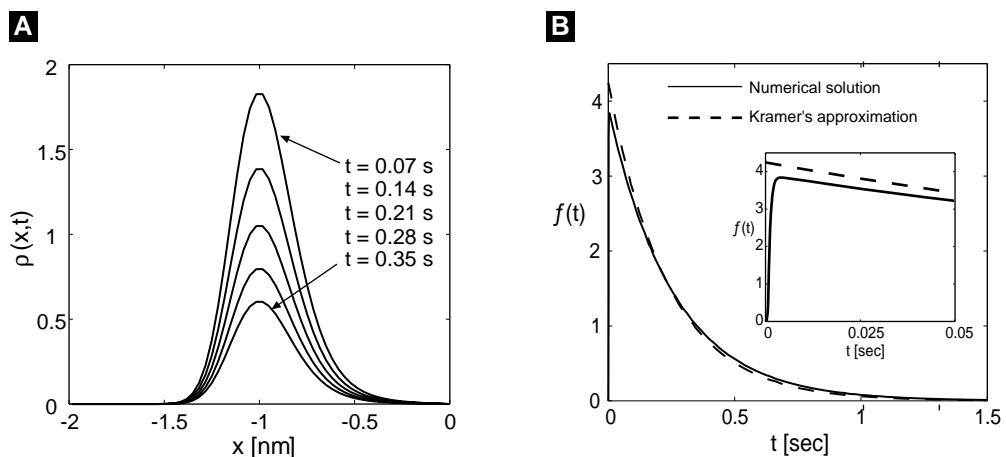 A
2
1.5
1
0.5
0
-2
-1.5
-1
-0.5
0
ρ(x,t)
x [nm]
t = 0.07 s
t = 0.14 s
t = 0.21 s
t = 0.28 s
t = 0.35 s
B
4
3
2
1
0
0
0.5
1
1.5
f(t)
t [sec]
Numerical solution
Kramer's approximation
4
3
2
1
0
0
0.025
0.05
f(t)
t [sec]